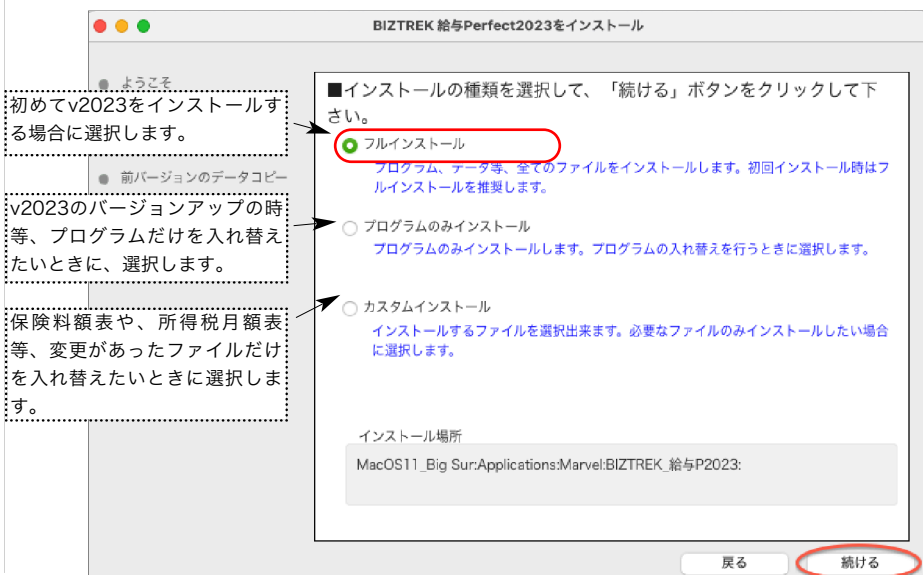 BIZTREK 給与Perfect2023をインストール
ようこそ
初めてv2023をインストールす
る場合に選択します。
前バージョンのデータコピー
v2023のバージョンアップの時
等、プログラムだけを入れ替え
たいときに、選択します。
保険料額表や、所得税月額表
等、変更があったファイルだけ
を入れ替えたいときに選択しま
す。
■インストールの種類を選択して、「続ける」ボタンをクリックして下
さい。
フルインストール
プログラム、データ等、全てのファイルをインストールします。初回インストール時はフ
ルインストールを推奨します。
プログラムのみインストール
プログラムのみインストールします。プログラムの入れ替えを行うときに選択します。
カスタムインストール
インストールするファイルを選択出来ます。必要なファイルのみインストールしたい場合
に選択します。
インストール場所
MacOS11_Big Sur:Applications:Marvel:BIZTREK_給与P2023:
戻る
続ける